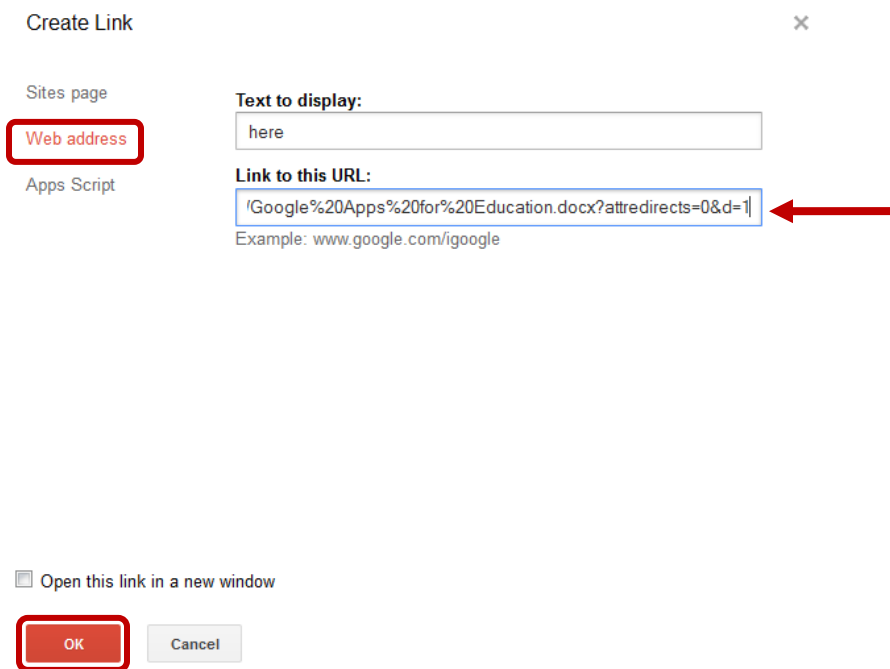 Create Link
Sites page
Web address
Apps Script
Text to display:
here
Link to this URL:
/Google%20Apps%20for%20Education.docx?attredirects=0&d=1
Example: www.google.com/igoogle
Open this link in a new window
OK
Cancel